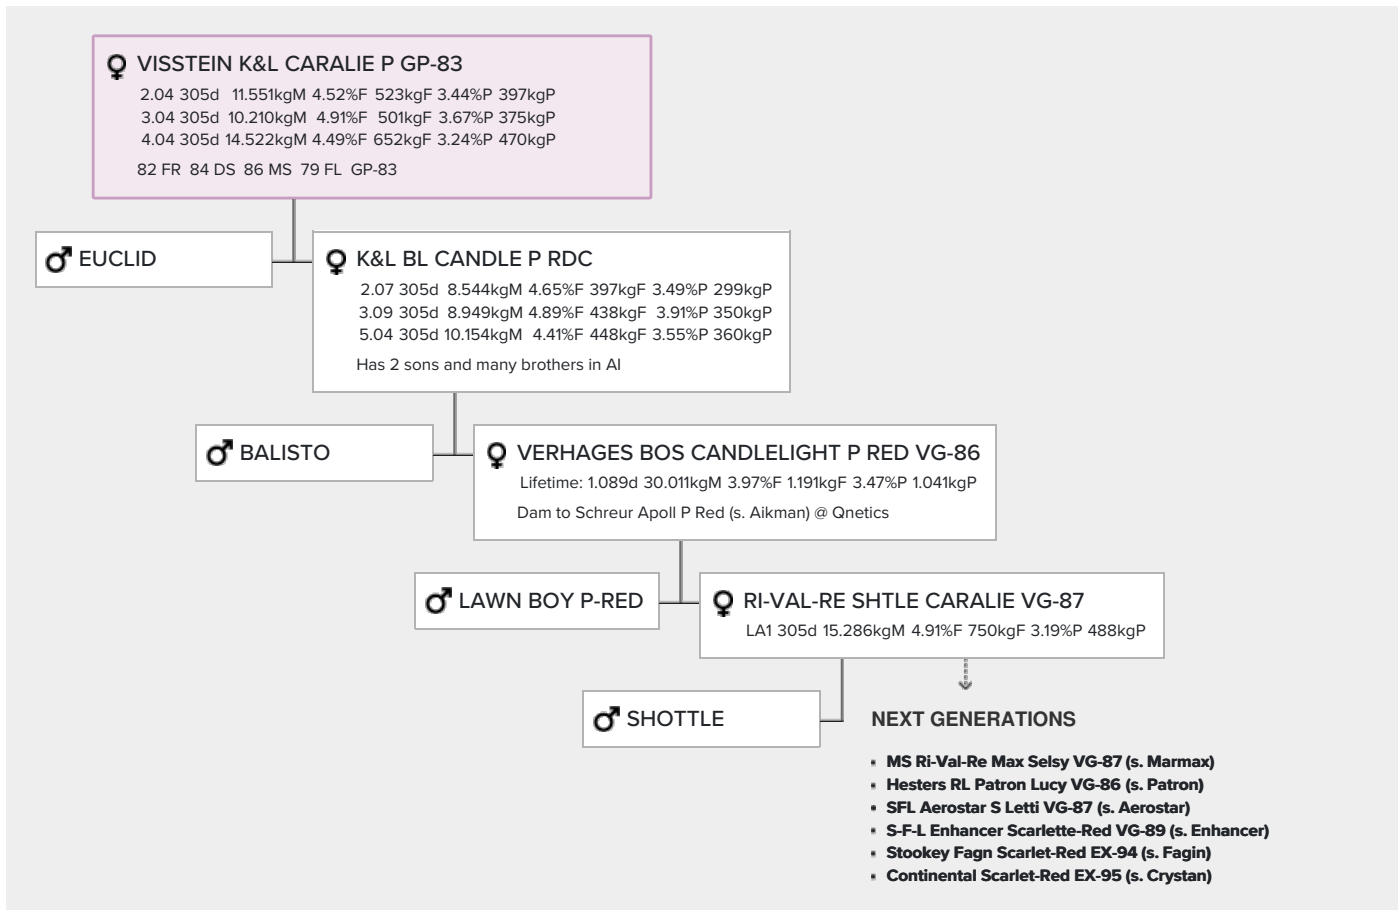 VISSTEIN K&L CARALIE P GP-83
2.04 305d 11.551kgM 4.52%F 523kgF 3.44%P 397kgP
3.04 305d 10.210kgM 4.91%F 501kgF 3.67%P 375kgP
4.04 305d 14.522kgM 4.49%F 652kgF 3.24%P 470kgP
82 FR 84 DS 86 MS 79 FL GP-83
EUCLID
K&L BL CANDLE P RDC
2.07 305d 8.544kgM 4.65%F 397kgF 3.49%P 299kgP
3.09 305d 8.949kgM 4.89%F 438kgF 3.91%P 350kgP
5.04 305d 10.154kgM 4.41%F 448kgF 3.55%P 360kgP
Has 2 sons and many brothers in AI
BALISTO
VERHAGES BOS CANDLELIGHT P RED VG-86
Lifetime: 1.089d 30.011kgM 3.97%F 1.191kgF 3.47%P 1.041kgP
Dam to Schreur Apoll P Red (s. Aikman) @ Qnetics
LAWN BOY P-RED
RI-VAL-RE SHTLE CARALIE VG-87
LA1 305d 15.286kgM 4.91%F 750kgF 3.19%P 488kgP
SHOTTLE
NEXT GENERATIONS
▪ MS Ri-Val-Re Max Selsy VG-87 (s. Marmax)
▪ Hesters RL Patron Lucy VG-86 (s. Patron)
▪ SFL Aerostar S Letti VG-87 (s. Aerostar)
▪ S-F-L Enhancer Scarlette-Red VG-89 (s. Enhancer)
▪ Stookey Fagn Scarlet-Red EX-94 (s. Fagin)
▪ Continental Scarlet-Red EX-95 (s. Crystan)